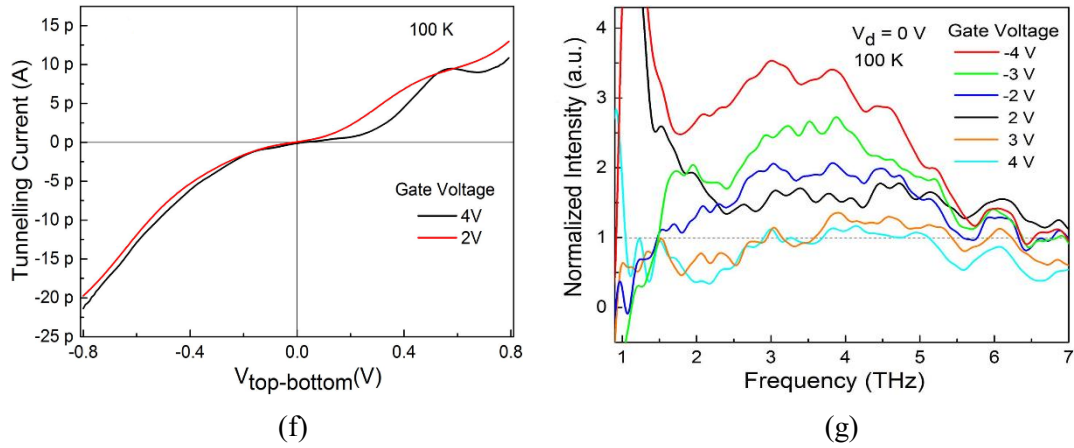 15 p
10 p
5 p
0 p
-5 p
-10 p
-15 p
-20 p
-25 p
Tunnelling Current (A)
100 K
Gate Voltage
4V
2V
-0.8
-0.4
0.0
0.4
0.8
Vtop-bottom(V)
(f)
4
3
2
1
0
Normalized Intensity (a.u.)
Vd = 0 V
100 K
Gate Voltage
-4 V
-3 V
-2 V
2 V
3 V
4 V
1
2
3
4
5
6
7
Frequency (THz)
(g)